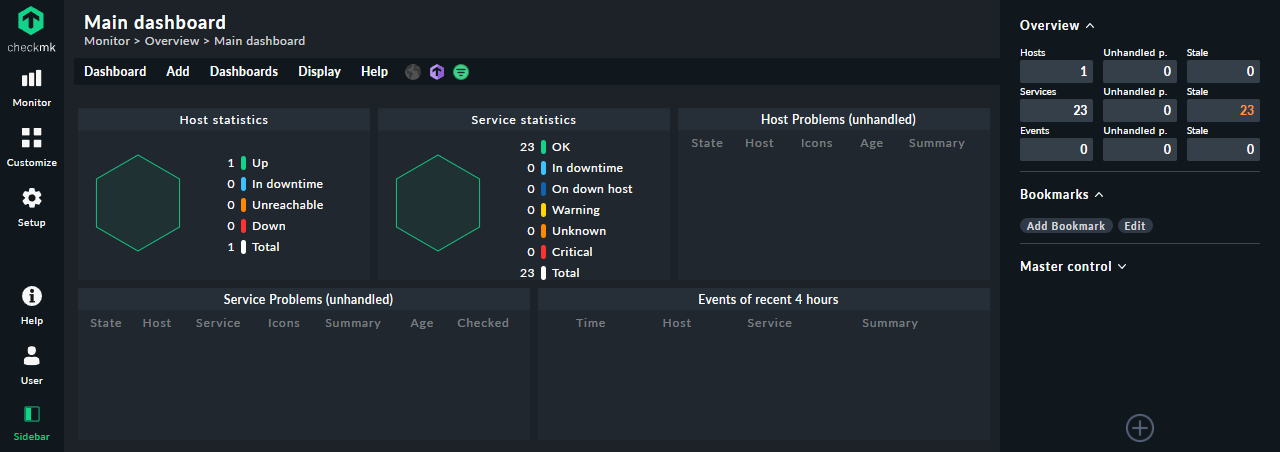 checkmk
Monitor
Customize
Setup
Help
User
Sidebar
Main dashboard
Monitor > Overview > Main dashboard
Dashboard Add Dashboards Display Help
Host statistics
1 Up
0 In downtime
0 Unreachable
0 Down
1 Total
Service statistics
23 OK
0 In downtime
0 On down host
0 Warning
0 Unknown
0 Critical
23 Total
Host Problems (unhandled)
State Host Icons Age Summary
Service Problems (unhandled)
State Host Service Icons Summary Age Checked
Events of recent 4 hours
Time Host Service Summary
Overview
Hosts Unhandled p. Stale
1 0 0
Services Unhandled p. Stale
23 0 23
Events Unhandled p. Stale
0 0 0
Bookmarks
Add Bookmark Edit
Master control